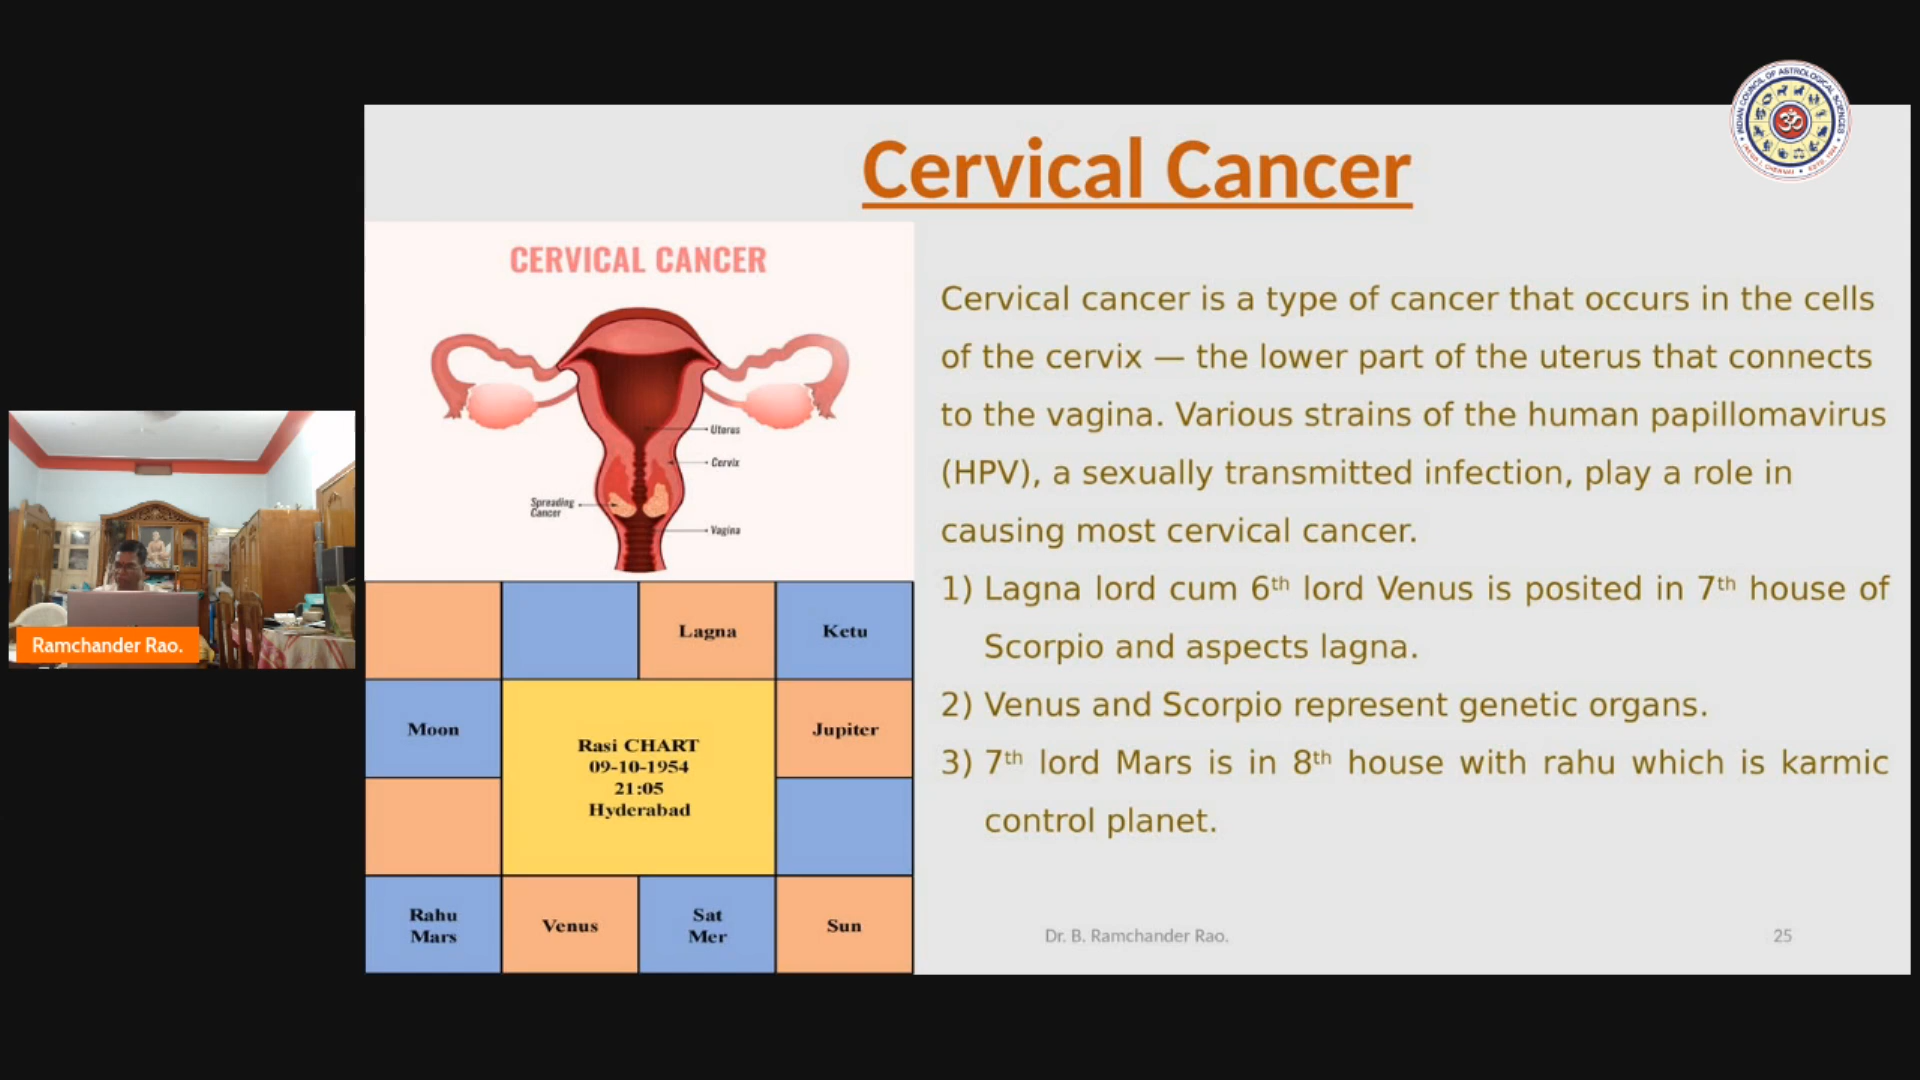 INDIAN COUNCIL OF ASTROLOGICAL SCIENCES
Cervical Cancer
CERVICAL CANCER
Uterus
Cervix
Spreading
Cancer
Vagina
Lagna
Ketu
Moon
Jupiter
Rasi CHART
09-10-1954
21:05
Hyderabad
Rahu
Mars
Venus
Sat
Mer
Sun
Cervical cancer is a type of cancer that occurs in the cells
of the cervix — the lower part of the uterus that connects
to the vagina. Various strains of the human papillomavirus
(HPV), a sexually transmitted infection, play a role in
causing most cervical cancer.
1) Lagna lord cum 6th lord Venus is posited in 7th house of
Scorpio and aspects lagna.
2) Venus and Scorpio represent genetic organs.
3) 7th lord Mars is in 8th house with rahu which is karmic
control planet.
Dr. B. Ramchander Rao.
25
Ramchander Rao.